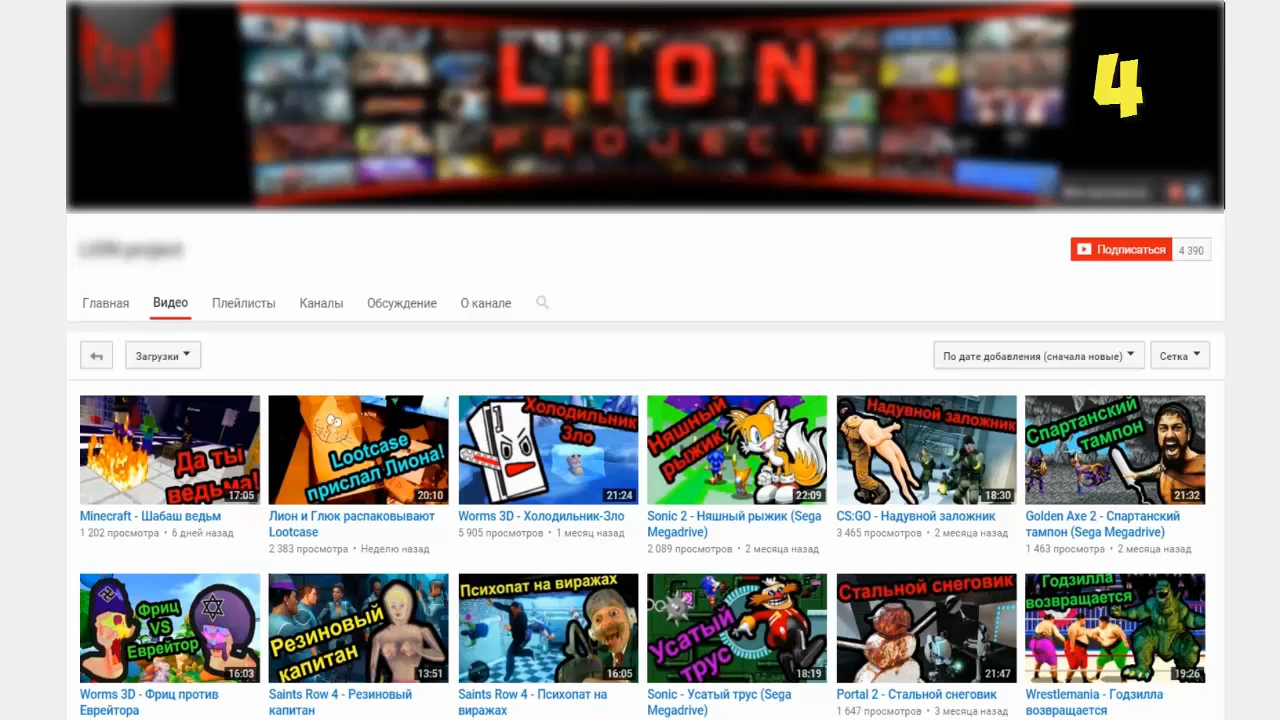 LION
PROJECT
4
LION project
Подписаться 4 390
Главная Видео Плейлисты Каналы Обсуждение О канале
Загрузки По дате добавления (сначала новые) Сетка
Да ты
ведьма!
17:05
Lootcase
прислал Лиона!
20:10
Холодильник
Зло
21:24
Няшный
рыжик
22:09
Надувной заложник
18:30
Спартанский
тампон
21:32
Minecraft - Шабаш ведьм
1 202 просмотра • 6 дней назад
Лион и Глюк распаковывают
Lootcase
2 383 просмотра • Неделю назад
Worms 3D - Холодильник-Зло
5 905 просмотров • 1 месяц назад
Sonic 2 - Няшный рыжик (Sega
Megadrive)
2 089 просмотров • 2 месяца назад
CS:GO - Надувной заложник
3 465 просмотров • 2 месяца назад
Golden Axe 2 - Спартанский
тампон (Sega Megadrive)
1 463 просмотра • 2 месяца назад
Фриц
VS
Еврейтор
16:03
Резиновый
капитан
13:51
Психопат на виражах
16:05
Усатый
трус
18:19
Стальной снеговик
21:47
Годзилла
возвращается
19:26
Worms 3D - Фриц против
Еврейтора
Saints Row 4 - Резиновый
капитан
Saints Row 4 - Психопат на
виражах
Sonic - Усатый трус (Sega
Megadrive)
Portal 2 - Стальной снеговик
1 647 просмотров • 3 месяца назад
Wrestlemania - Годзилла
возвращается